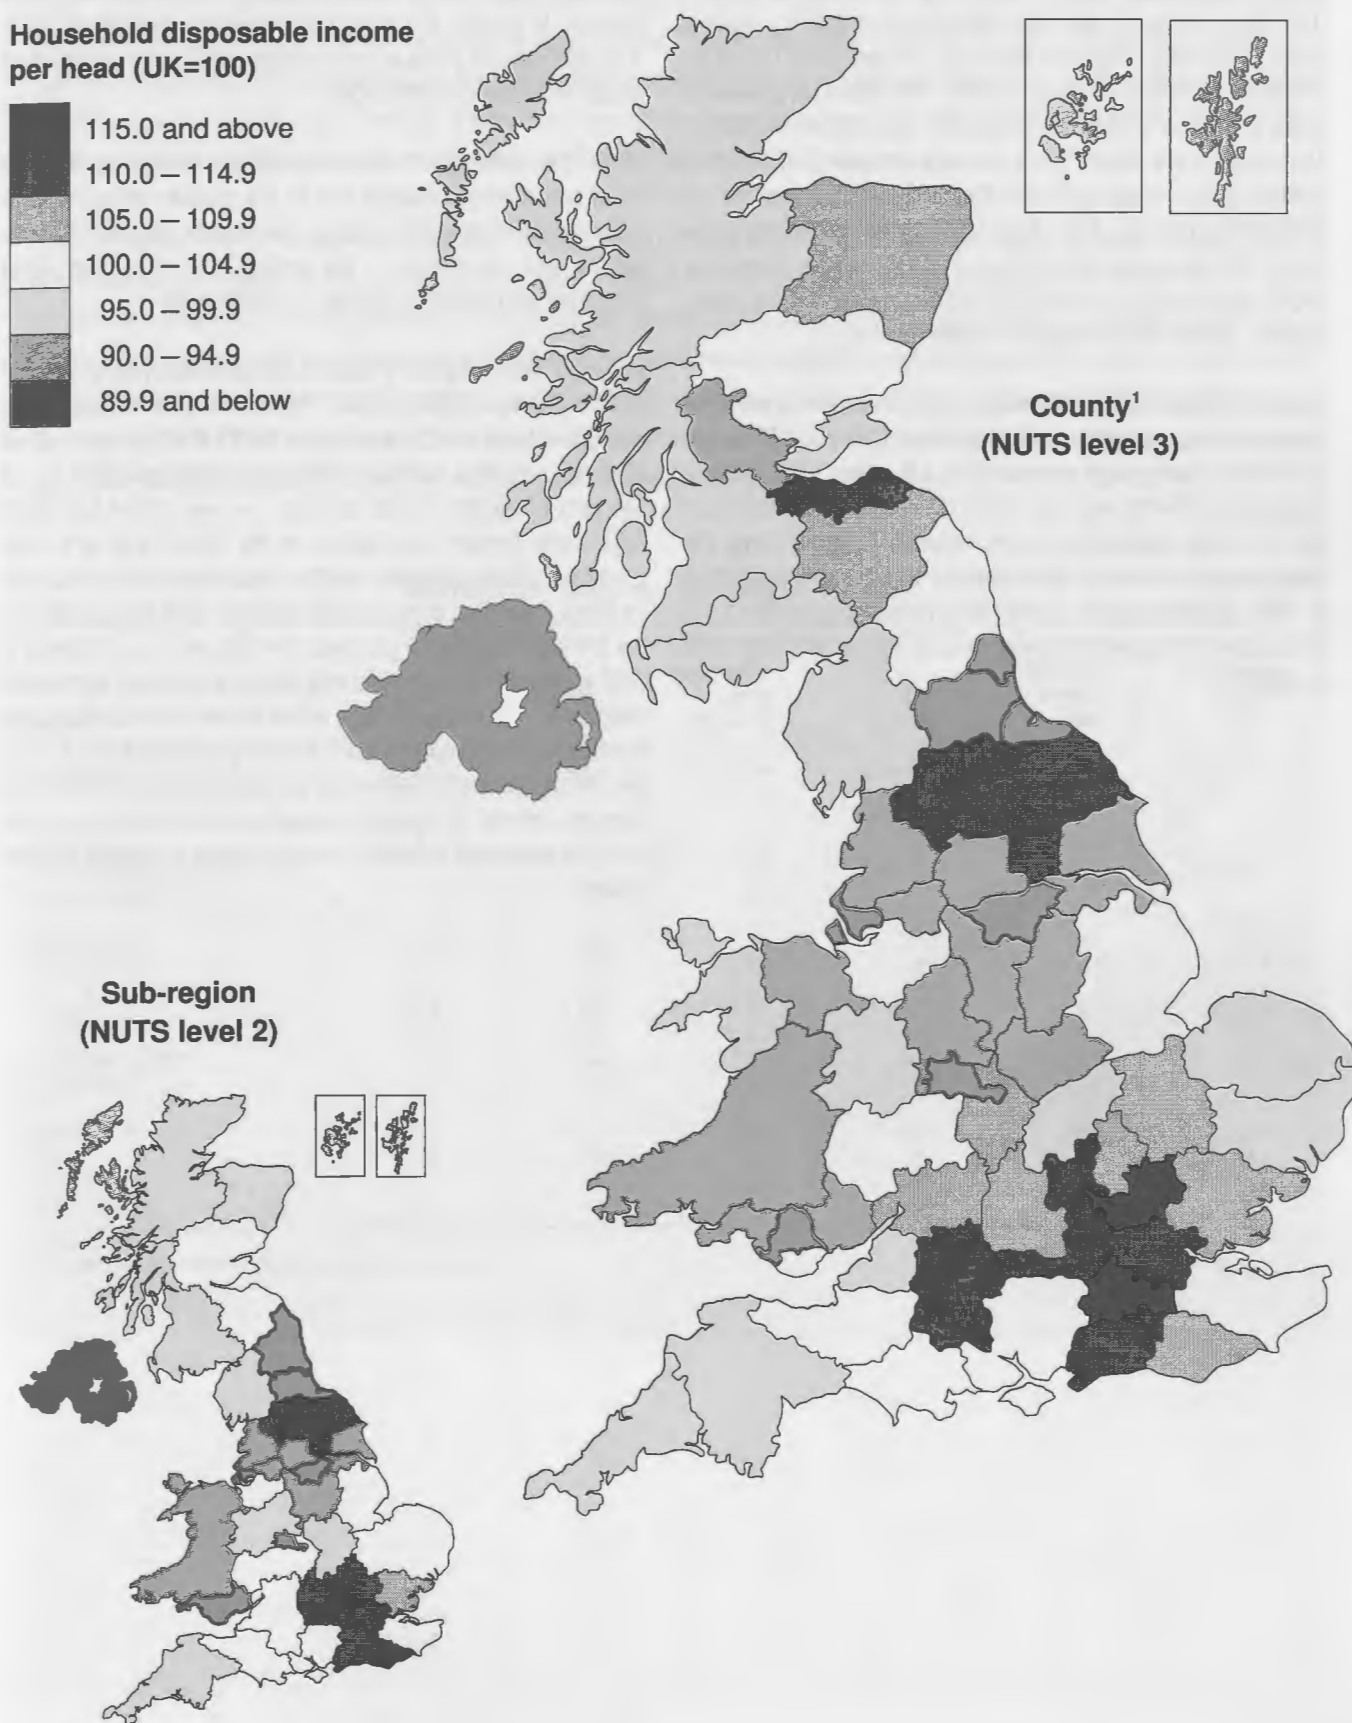 Household disposable income
per head (UK=100)
115.0 and above
110.0 – 114.9
105.0 – 109.9
100.0 – 104.9
95.0 – 99.9
90.0 – 94.9
89.9 and below
County¹
(NUTS level 3)
Sub-region
(NUTS level 2)